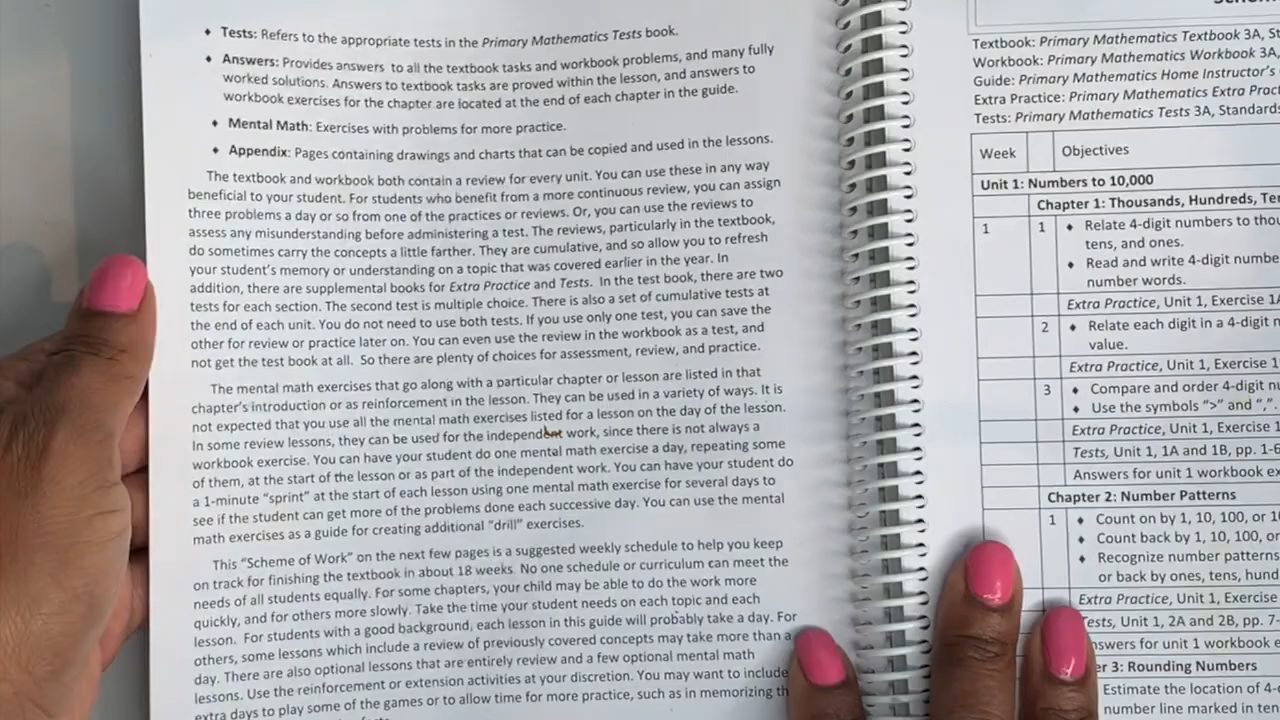 ♦ Tests: Refers to the appropriate tests in the Primary Mathematics Tests book.
♦ Answers: Provides answers to all the textbook tasks and workbook problems, and many fully
worked solutions. Answers to textbook tasks are proved within the lesson, and answers to
workbook exercises for the chapter are located at the end of each chapter in the guide.
♦ Mental Math: Exercises with problems for more practice.
♦ Appendix: Pages containing drawings and charts that can be copied and used in the lessons.
The textbook and workbook both contain a review for every unit. You can use these in any way
beneficial to your student. For students who benefit from a more continuous review, you can assign
three problems a day or so from one of the practices or reviews. Or, you can use the reviews to
assess any misunderstanding before administering a test. The reviews, particularly in the textbook,
do sometimes carry the concepts a little farther. They are cumulative, and so allow you to refresh
your student's memory or understanding on a topic that was covered earlier in the year. In
addition, there are supplemental books for Extra Practice and Tests. In the test book, there are two
tests for each section. The second test is multiple choice. There is also a set of cumulative tests at
the end of each unit. You do not need to use both tests. If you use only one test, you can save the
other for review or practice later on. You can even use the review in the workbook as a test, and
not get the test book at all. So there are plenty of choices for assessment, review, and practice.
The mental math exercises that go along with a particular chapter or lesson are listed in that
chapter's introduction or as reinforcement in the lesson. They can be used in a variety of ways. It is
not expected that you use all the mental math exercises listed for a lesson on the day of the lesson.
In some review lessons, they can be used for the independent work, since there is not always a
workbook exercise. You can have your student do one mental math exercise a day, repeating some
of them, at the start of the lesson or as part of the independent work. You can have your student do
a 1-minute "sprint" at the start of each lesson using one mental math exercise for several days to
see if the student can get more of the problems done each successive day. You can use the mental
math exercises as a guide for creating additional "drill" exercises.
This "Scheme of Work" on the next few pages is a suggested weekly schedule to help you keep
on track for finishing the textbook in about 18 weeks. No one schedule or curriculum can meet the
needs of all students equally. For some chapters, your child may be able to do the work more
quickly, and for others more slowly. Take the time your student needs on each topic and each
lesson. For students with a good background, each lesson in this guide will probably take a day. For
others, some lessons which include a review of previously covered concepts may take more than a
day. There are also optional lessons that are entirely review and a few optional mental math
lessons. Use the reinforcement or extension activities at your discretion. You may want to include
extra days to play some of the games or to allow time for more practice, such as in memorizing
Textbook: Primary Mathematics Textbook 3A,
Workbook: Primary Mathematics Workbook 3A,
Guide: Primary Mathematics Home Instructor's
Extra Practice: Primary Mathematics Extra
Tests: Primary Mathematics Tests 3A,
Week Objectives
Unit 1: Numbers to 10,000
Chapter 1: Thousands, Hundreds,
1 1 ♦ Relate 4-digit numbers to
tens, and ones.
♦ Read and write 4-digit
number words.
Extra Practice, Unit 1, Exercise
2 ♦ Relate each digit in a 4-digit
value.
Extra Practice, Unit 1, Exercise
3 ♦ Compare and order 4-digit
♦ Use the symbols ">" and
Extra Practice, Unit 1, Exercise
Tests, Unit 1, 1A and 1B, pp.
Answers for unit 1 workbook
Chapter 2: Number Patterns
1 ♦ Count on by 1, 10, 100, or
♦ Count back by 1, 10, 100,
♦ Recognize number patterns
or back by ones, tens,
Extra Practice, Unit 1, Exercise
Unit 1, 2A and 2B, pp.
for unit 1 workbook
3: Rounding Numbers
Estimate the location of
number line marked in